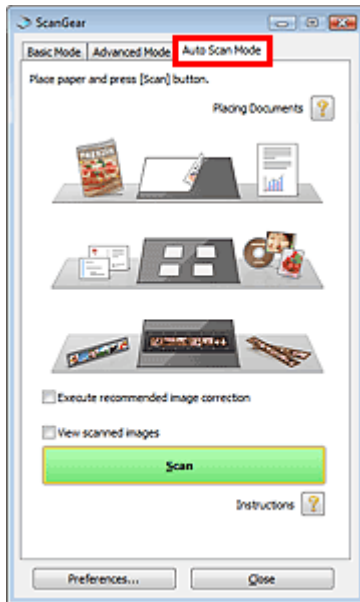 ScanGear
Basic Mode Advanced Mode Auto Scan Mode
Place paper and press [Scan] button.
Placing Documents ?
Execute recommended image correction
View scanned images
Scan
Instructions ?
Preferences... Close